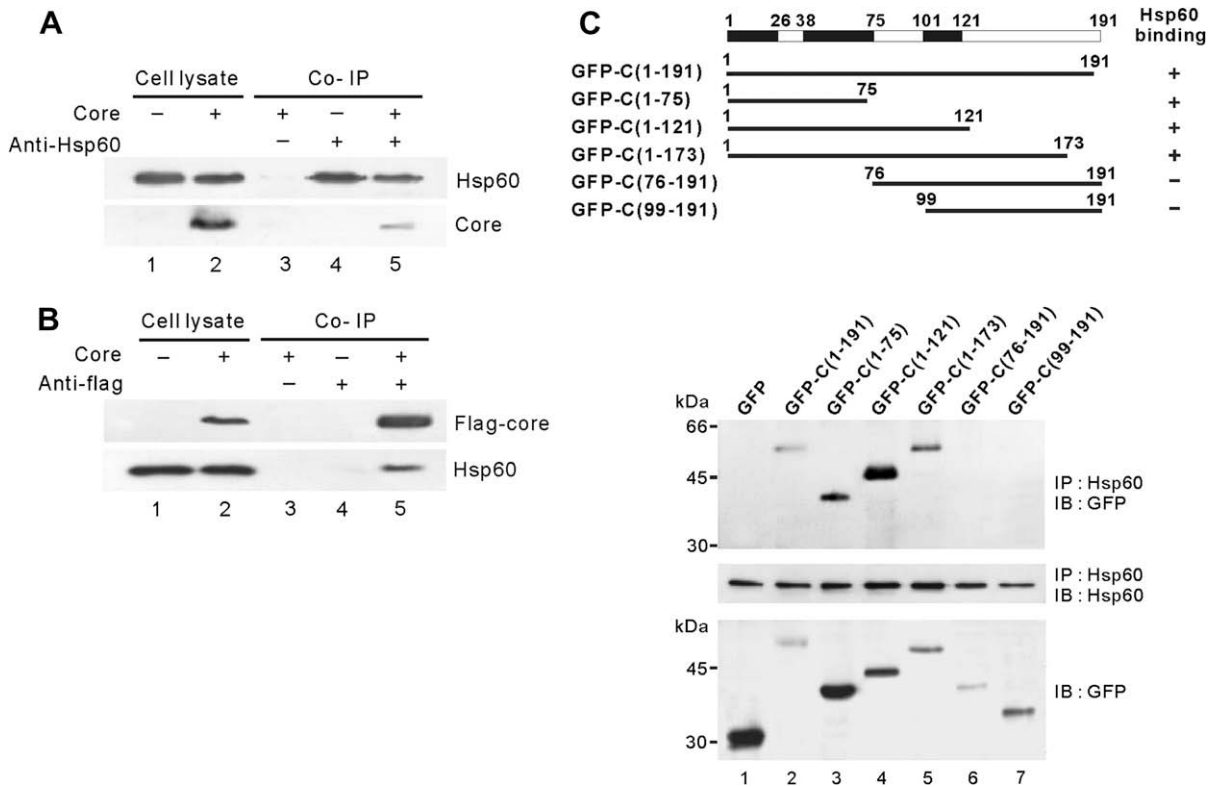 A
Cell lysate Co- IP
Core – + + – +
Anti-Hsp60 – + +
Hsp60
Core
1 2 3 4 5
B
Cell lysate Co- IP
Core – + + – +
Anti-flag – + +
Flag-core
Hsp60
1 2 3 4 5
C
1 26 38 75 101 121 191
Hsp60
binding
GFP-C(1-191) 1 191 +
GFP-C(1-75) 1 75 +
GFP-C(1-121) 1 121 +
GFP-C(1-173) 1 173 +
GFP-C(76-191) 76 191 –
GFP-C(99-191) 99 191 –
GFP GFP-C(1-191) GFP-C(1-75) GFP-C(1-121) GFP-C(1-173) GFP-C(76-191) GFP-C(99-191)
kDa
66
45
30
IP : Hsp60
IB : GFP
IP : Hsp60
IB : Hsp60
kDa
45
30
IB : GFP
1 2 3 4 5 6 7